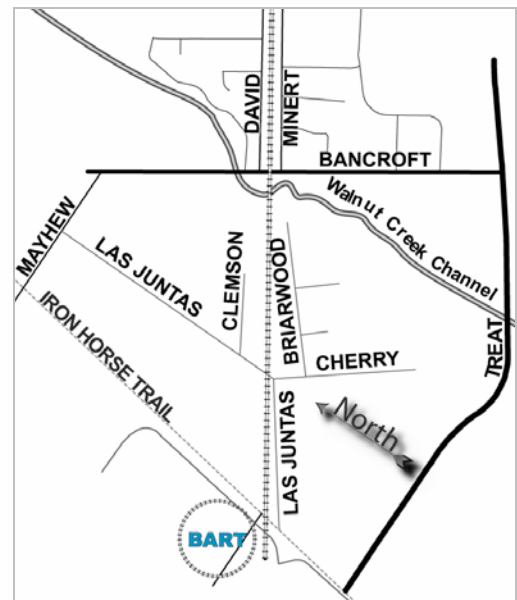 DAVID
MINERT
BANCROFT
Walnut Creek Channel
MAYHEW
LAS JUNTAS
CLEMSON
BRIARWOOD
TREAT
IRON HORSE TRAIL
CHERRY
LAS JUNTAS
North
BART